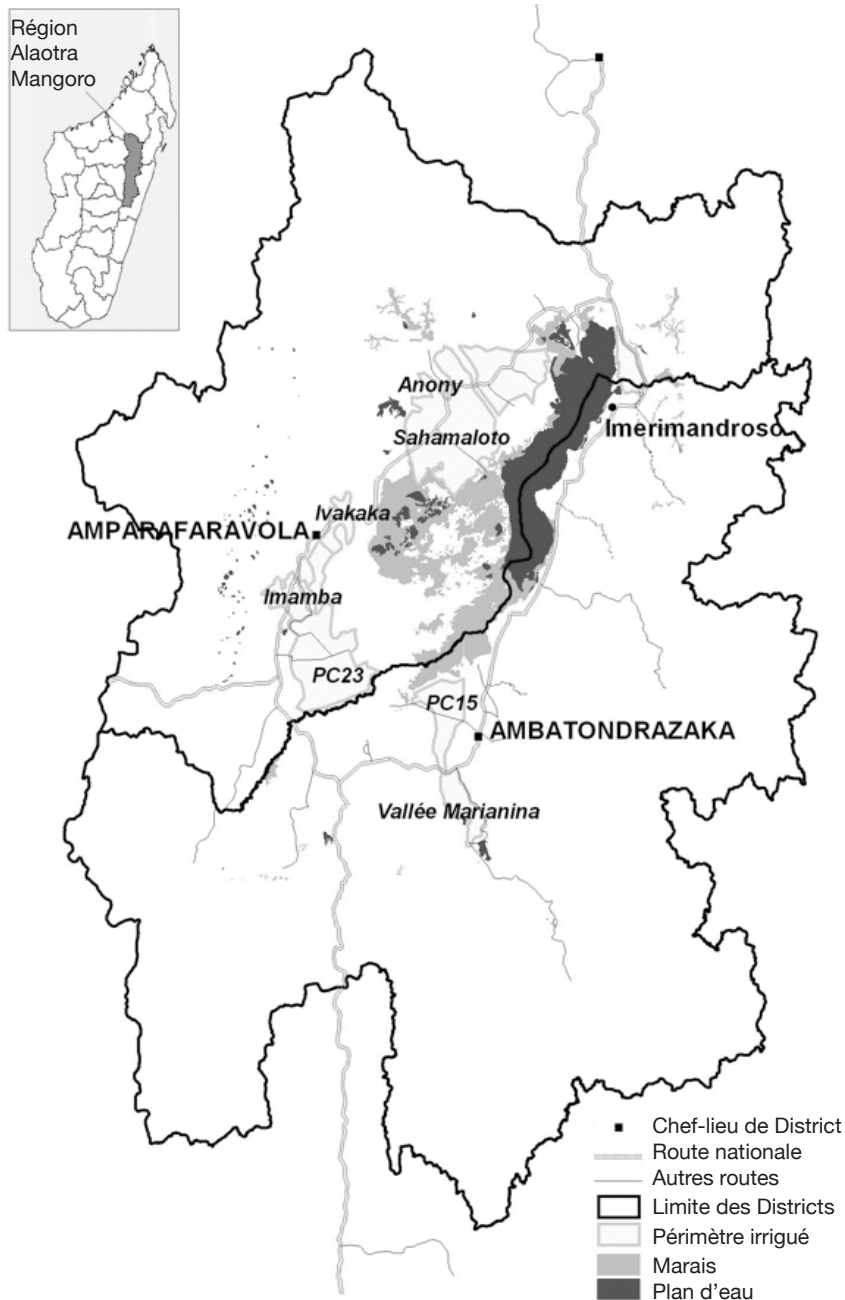 Région
Alaotra
Mangoro
Anony
Imerimandroso
Sahamaloto
Ivakaka
AMPARAFARAVOLA
Imamba
PC23
PC15
AMBATONDRAZAKA
Vallée Marianina
Chef-lieu de District
Route nationale
Autres routes
Limite des Districts
Périmètre irrigué
Marais
Plan d'eau